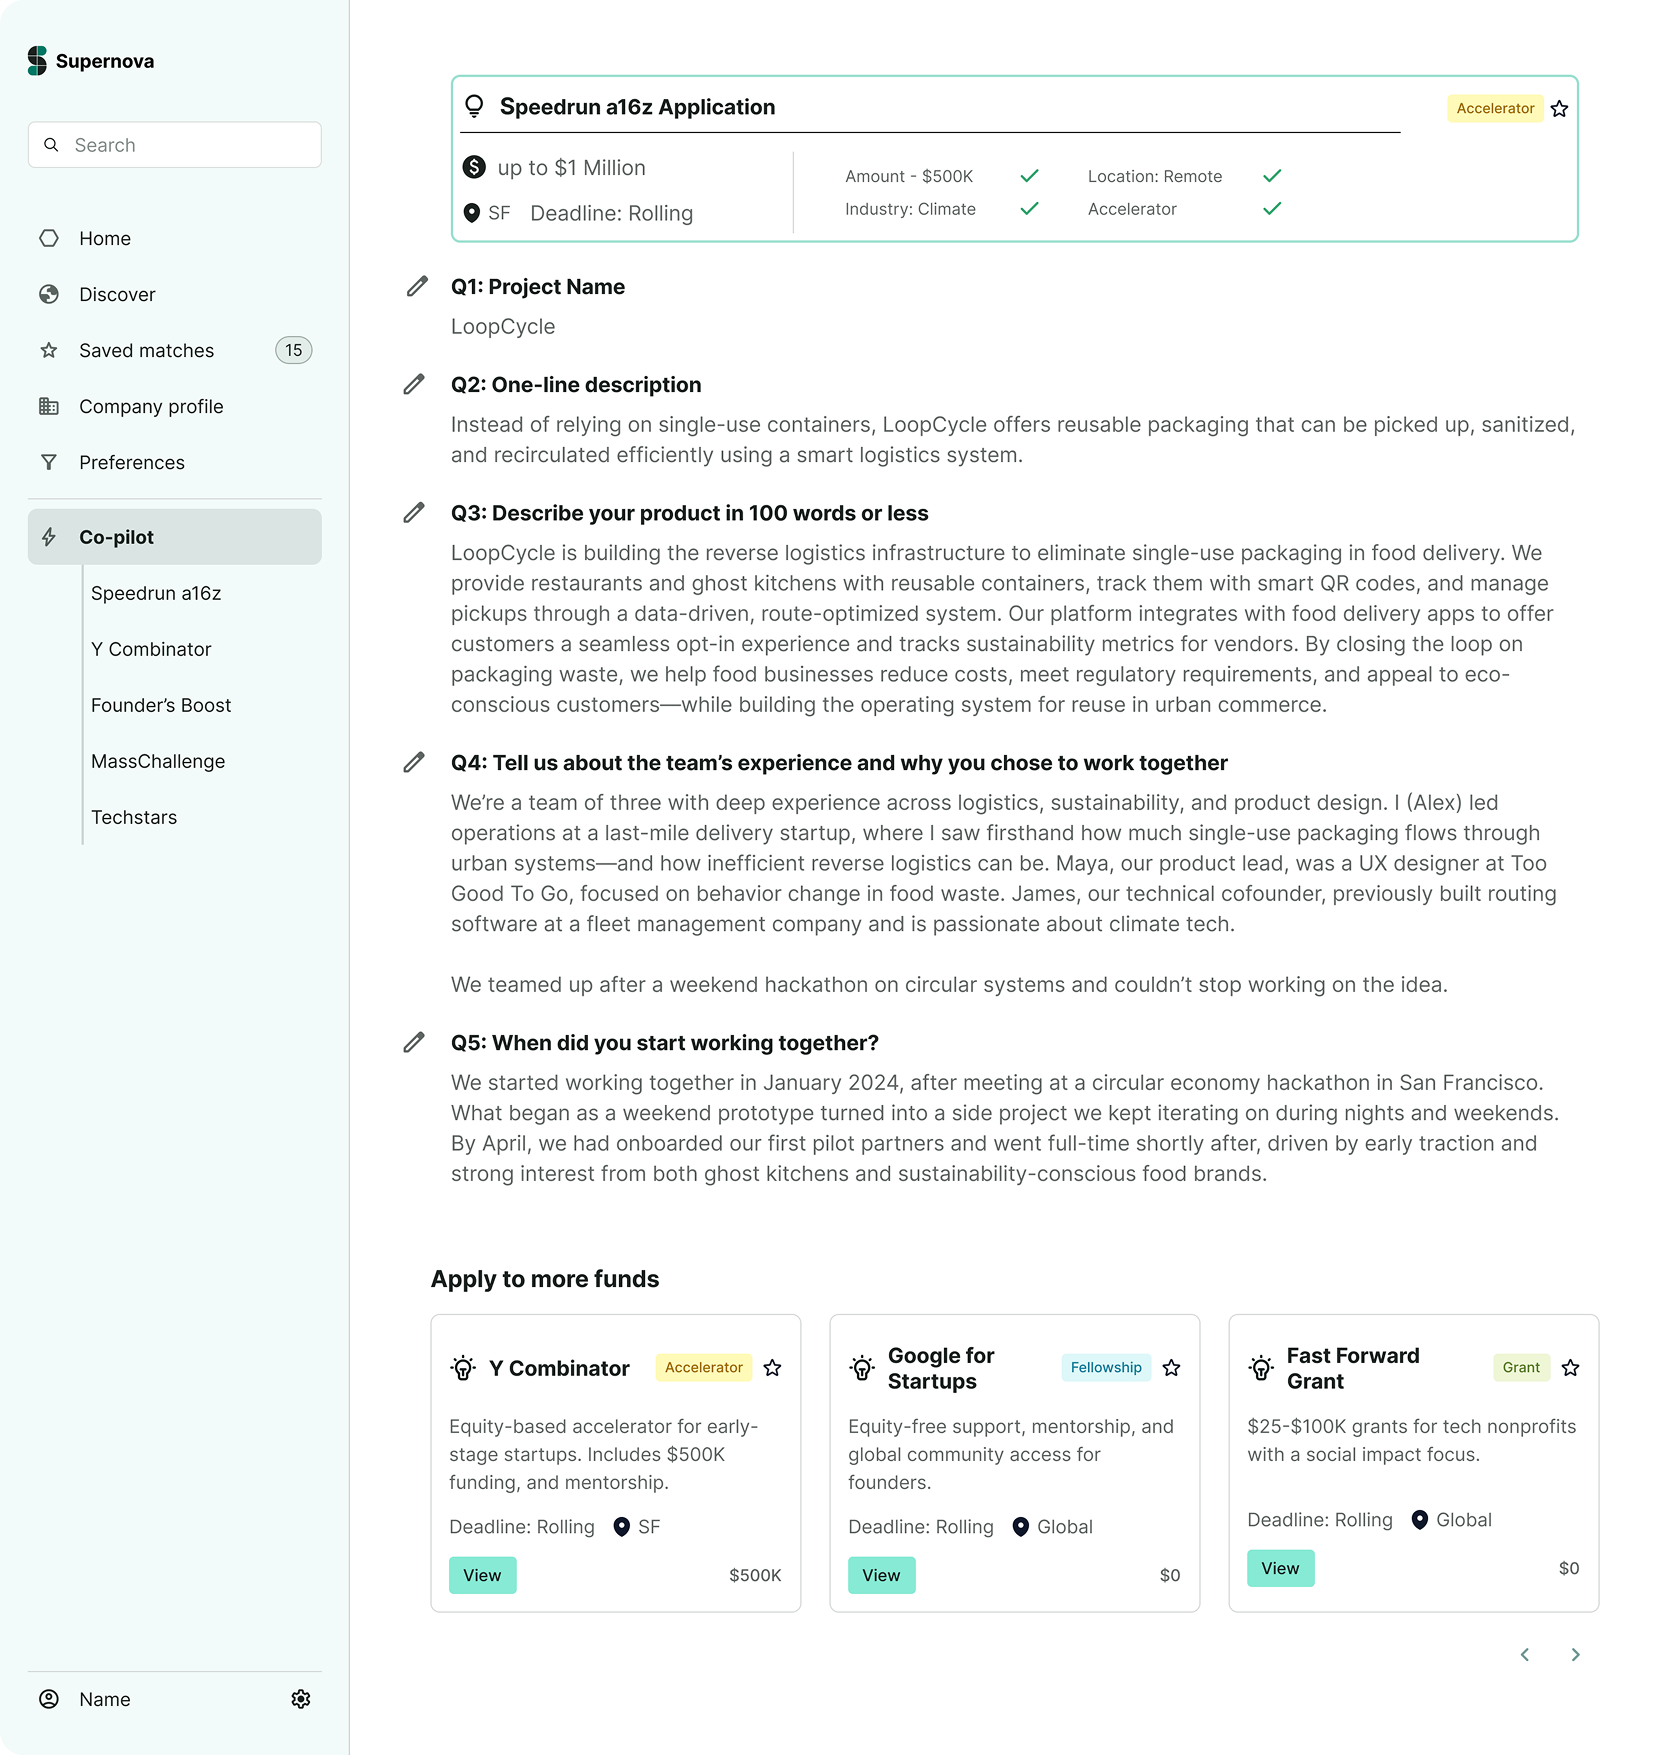 Supernova
Search
Home
Discover
Saved matches 15
Company profile
Preferences
Co-pilot
Speedrun a16z
Y Combinator
Founder’s Boost
MassChallenge
Techstars
Name
Speedrun a16z Application
Accelerator
up to $1 Million
SF Deadline: Rolling
Amount - $500K
Location: Remote
Industry: Climate
Accelerator
Q1: Project Name
LoopCycle
Q2: One-line description
Instead of relying on single-use containers, LoopCycle offers reusable packaging that can be picked up, sanitized,
and recirculated efficiently using a smart logistics system.
Q3: Describe your product in 100 words or less
LoopCycle is building the reverse logistics infrastructure to eliminate single-use packaging in food delivery. We
provide restaurants and ghost kitchens with reusable containers, track them with smart QR codes, and manage
pickups through a data-driven, route-optimized system. Our platform integrates with food delivery apps to offer
customers a seamless opt-in experience and tracks sustainability metrics for vendors. By closing the loop on
packaging waste, we help food businesses reduce costs, meet regulatory requirements, and appeal to eco-
conscious customers—while building the operating system for reuse in urban commerce.
Q4: Tell us about the team’s experience and why you chose to work together
We’re a team of three with deep experience across logistics, sustainability, and product design. I (Alex) led
operations at a last-mile delivery startup, where I saw firsthand how much single-use packaging flows through
urban systems—and how inefficient reverse logistics can be. Maya, our product lead, was a UX designer at Too
Good To Go, focused on behavior change in food waste. James, our technical cofounder, previously built routing
software at a fleet management company and is passionate about climate tech.
We teamed up after a weekend hackathon on circular systems and couldn’t stop working on the idea.
Q5: When did you start working together?
We started working together in January 2024, after meeting at a circular economy hackathon in San Francisco.
What began as a weekend prototype turned into a side project we kept iterating on during nights and weekends.
By April, we had onboarded our first pilot partners and went full-time shortly after, driven by early traction and
strong interest from both ghost kitchens and sustainability-conscious food brands.
Apply to more funds
Y Combinator
Accelerator
Equity-based accelerator for early-
stage startups. Includes $500K
funding, and mentorship.
Deadline: Rolling SF
View $500K
Google for
Startups
Fellowship
Equity-free support, mentorship, and
global community access for
founders.
Deadline: Rolling Global
View $0
Fast Forward
Grant
Grant
$25-$100K grants for tech nonprofits
with a social impact focus.
Deadline: Rolling Global
View $0